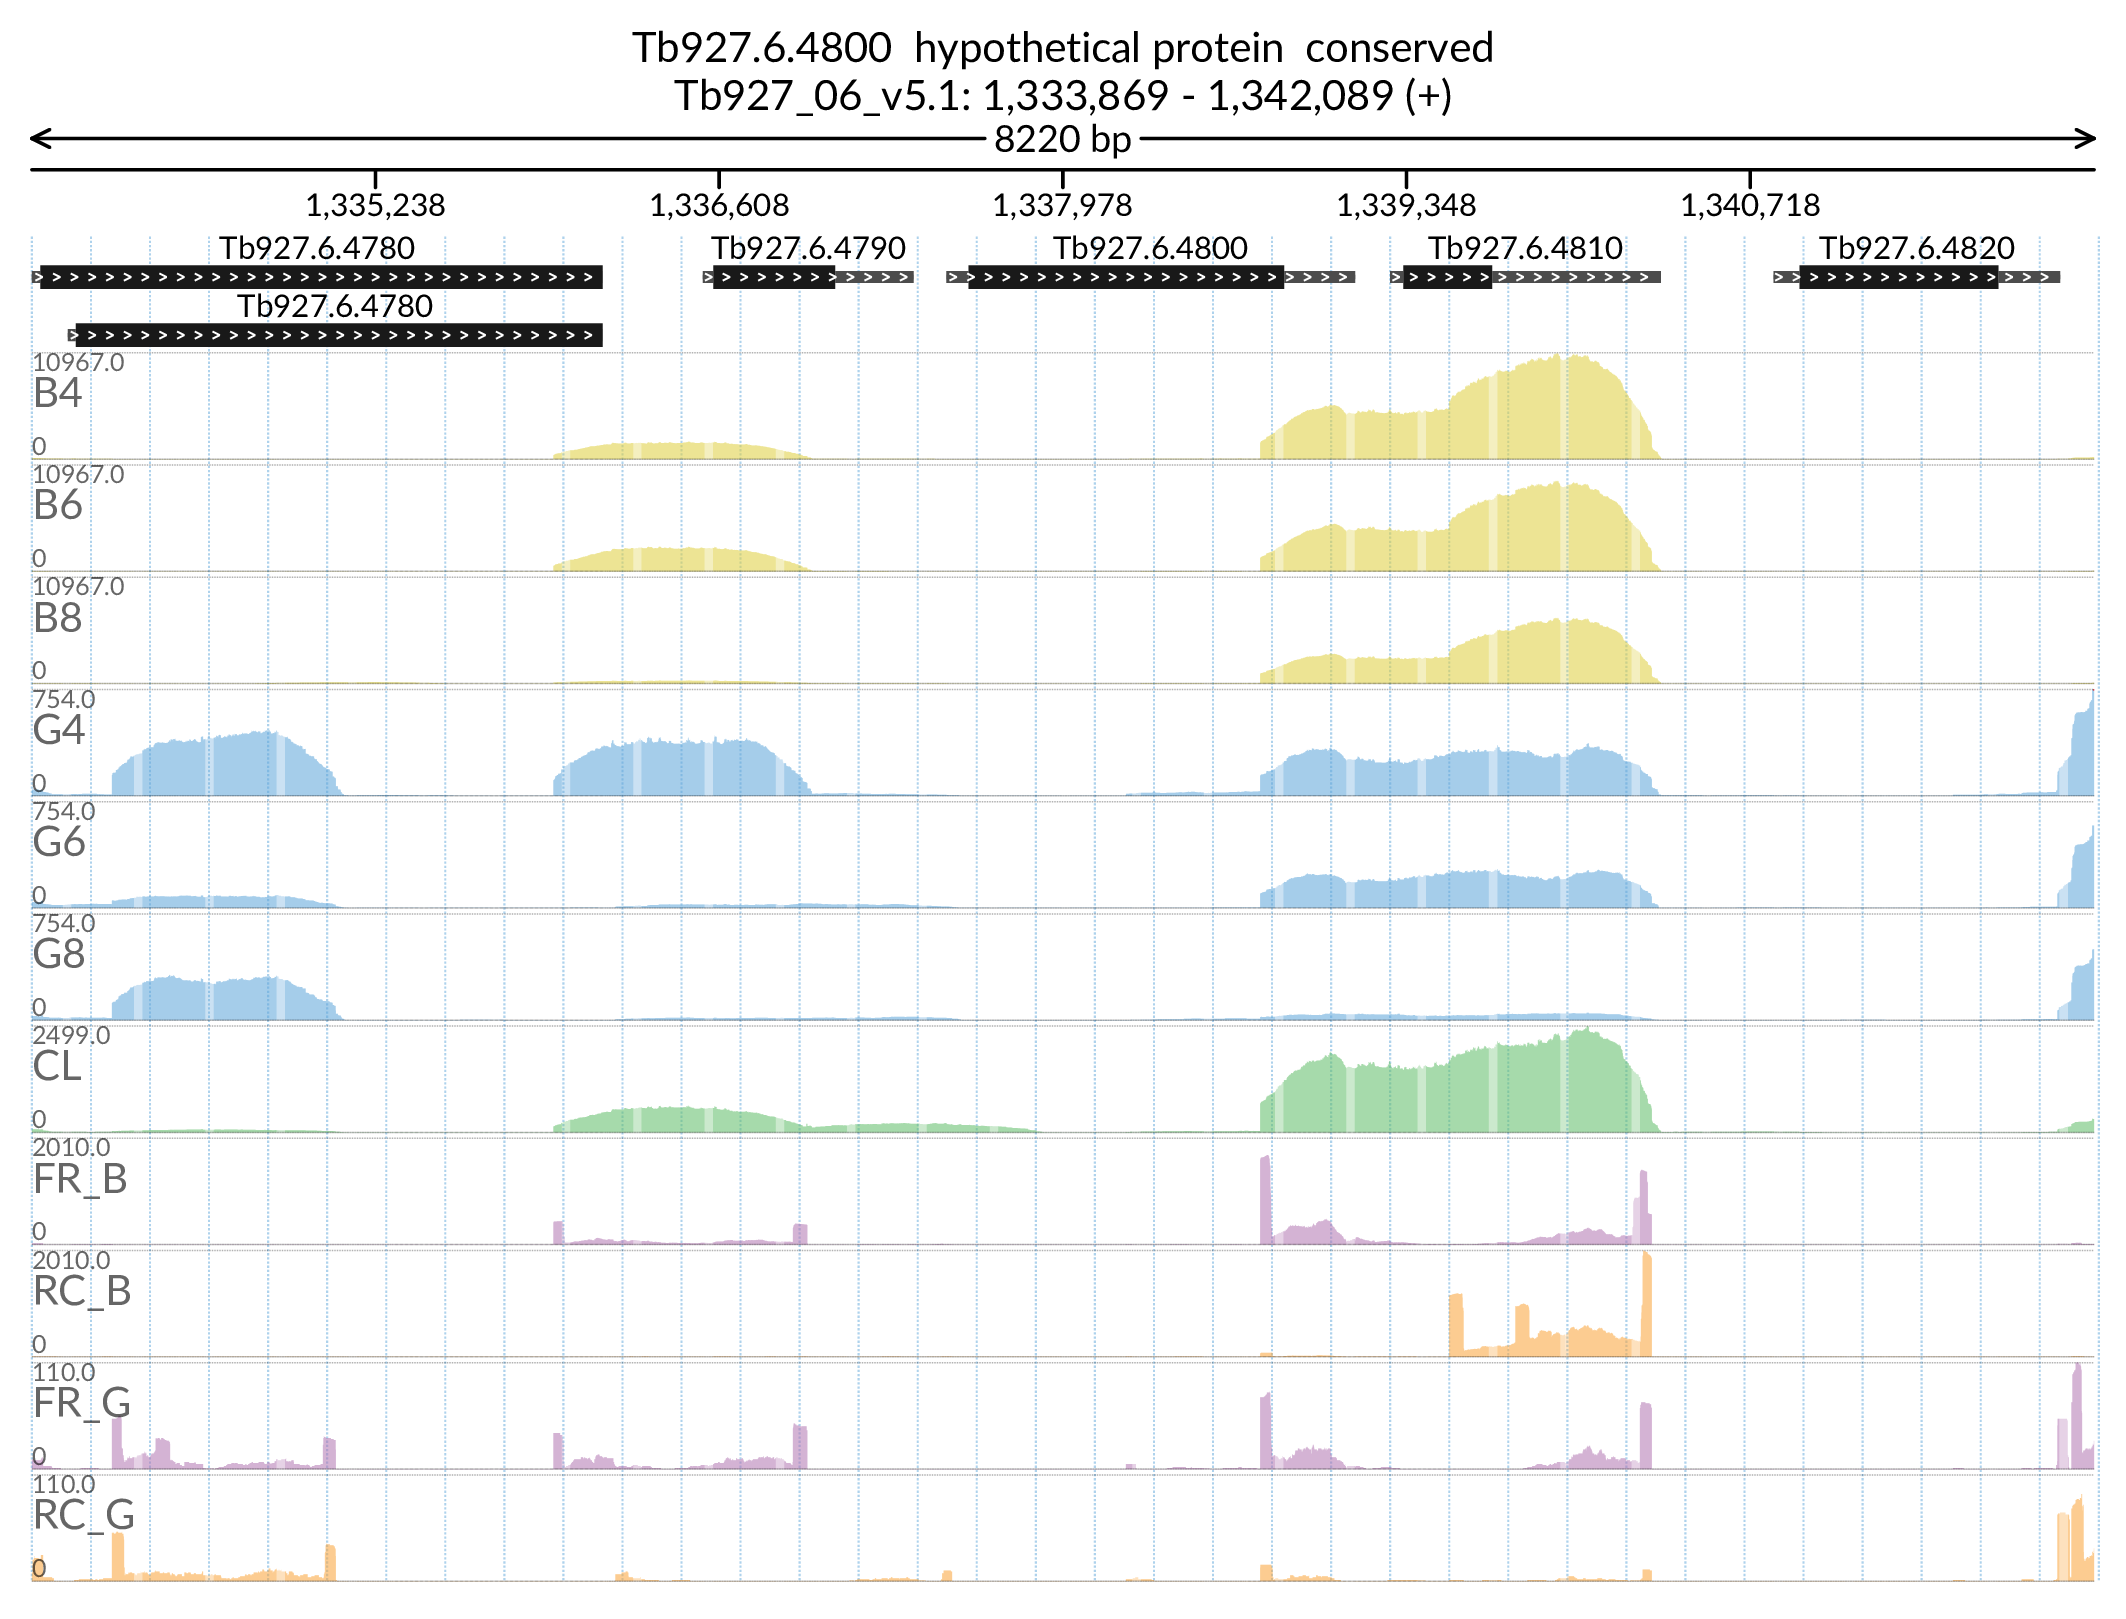 Tb927.6.4800  hypothetical protein  conserved
Tb927_06_v5.1: 1,333,869 - 1,342,089 (+)
8220 bp
1,335,238 1,336,608 1,337,978 1,339,348 1,340,718
Tb927.6.4780 Tb927.6.4790 Tb927.6.4800 Tb927.6.4810 Tb927.6.4820
Tb927.6.4780
10967.0
B4
0
10967.0
B6
0
10967.0
B8
0
754.0
G4
0
754.0
G6
0
754.0
G8
0
2499.0
CL
0
2010.0
FR_B
0
2010.0
RC_B
0
110.0
FR_G
0
110.0
RC_G
0